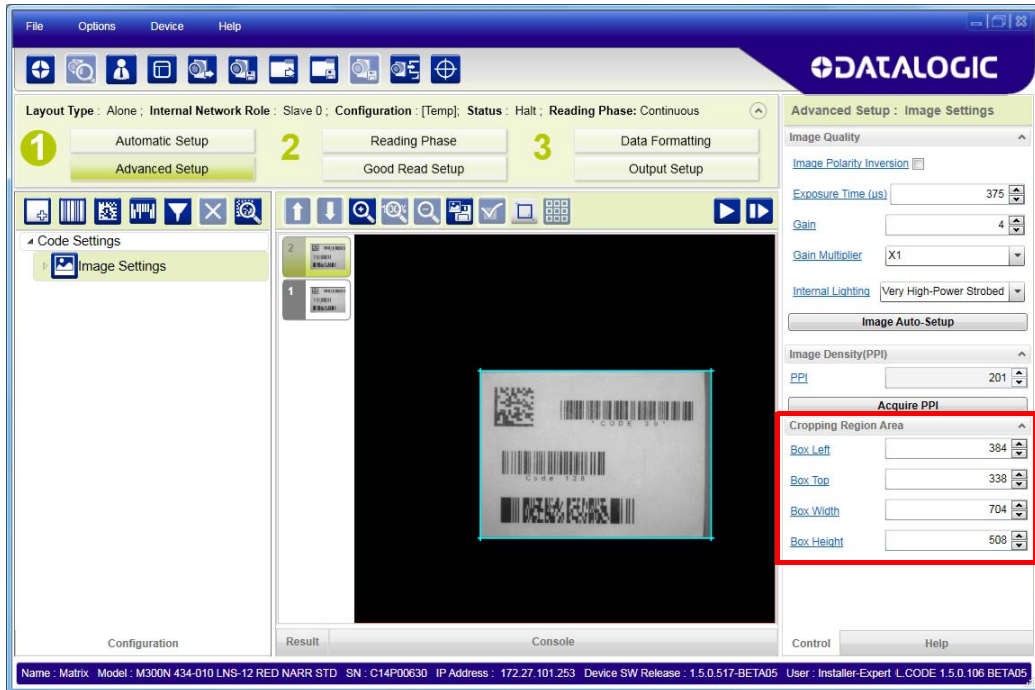 File Options Device Help
DATALOGIC
Layout Type : Alone ; Internal Network Role : Slave 0 ; Configuration : [Temp]; Status : Halt ; Reading Phase: Continuous
1 Automatic Setup
Advanced Setup
2 Reading Phase
Good Read Setup
3 Data Formatting
Output Setup
Code Settings
Image Settings
100%
2
1
*CODE 39*
Code 128
Configuration
Result Console
Advanced Setup : Image Settings
Image Quality
Image Polarity Inversion
Exposure Time (µs) 375
Gain 4
Gain Multiplier X1
Internal Lighting Very High-Power Strobed
Image Auto-Setup
Image Density(PPI)
PPI 201
Acquire PPI
Cropping Region Area
Box Left 384
Box Top 338
Box Width 704
Box Height 508
Control Help
Name : Matrix Model : M300N 434-010 LNS-12 RED NARR STD SN : C14P00630 IP Address : 172.27.101.253 Device SW Release : 1.5.0.517-BETA05 User : Installer-Expert L.CODE 1.5.0.106 BETA05